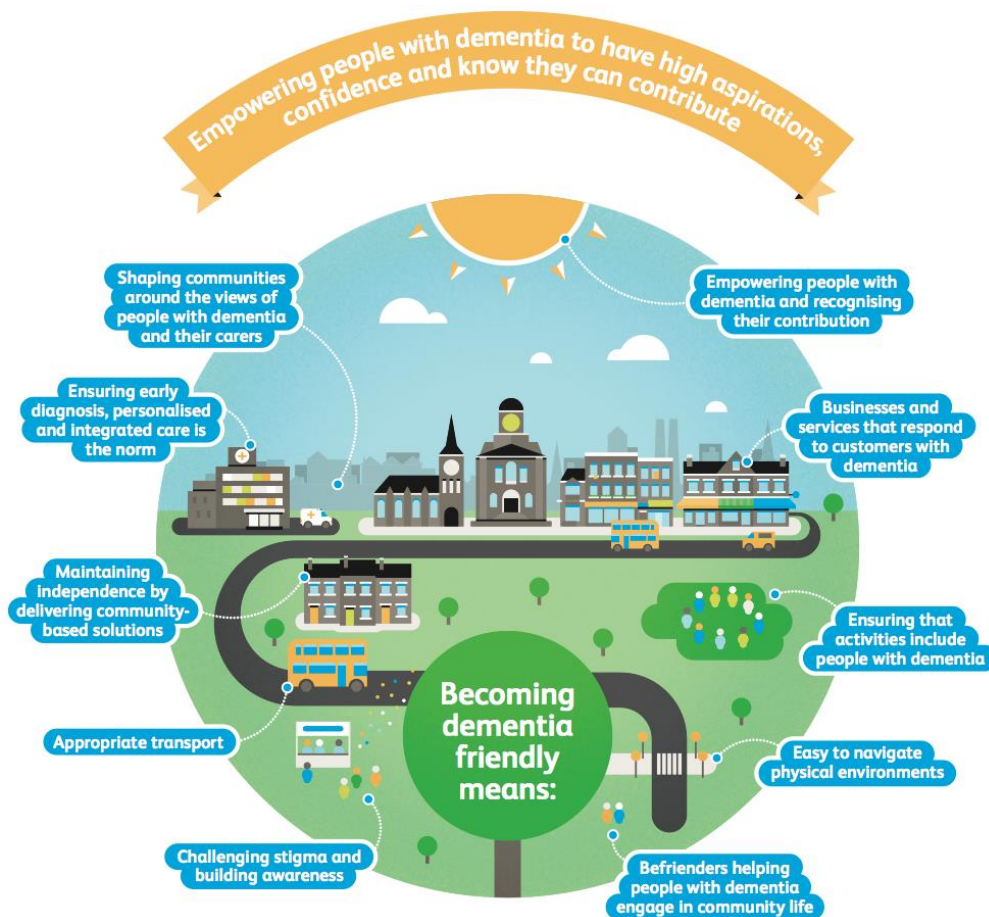 Empowering people with dementia to have high aspirations,
confidence and know they can contribute
Shaping communities
around the views of
people with dementia
and their carers
Empowering people with
dementia and recognising
their contribution
Ensuring early
diagnosis, personalised
and integrated care is
the norm
Businesses and
services that respond
to customers with
dementia
Maintaining
independence by
delivering community-
based solutions
Ensuring that
activities include
people with dementia
Becoming
dementia
friendly
means:
Appropriate transport
Easy to navigate
physical environments
Challenging stigma and
building awareness
Befrienders helping
people with dementia
engage in community life